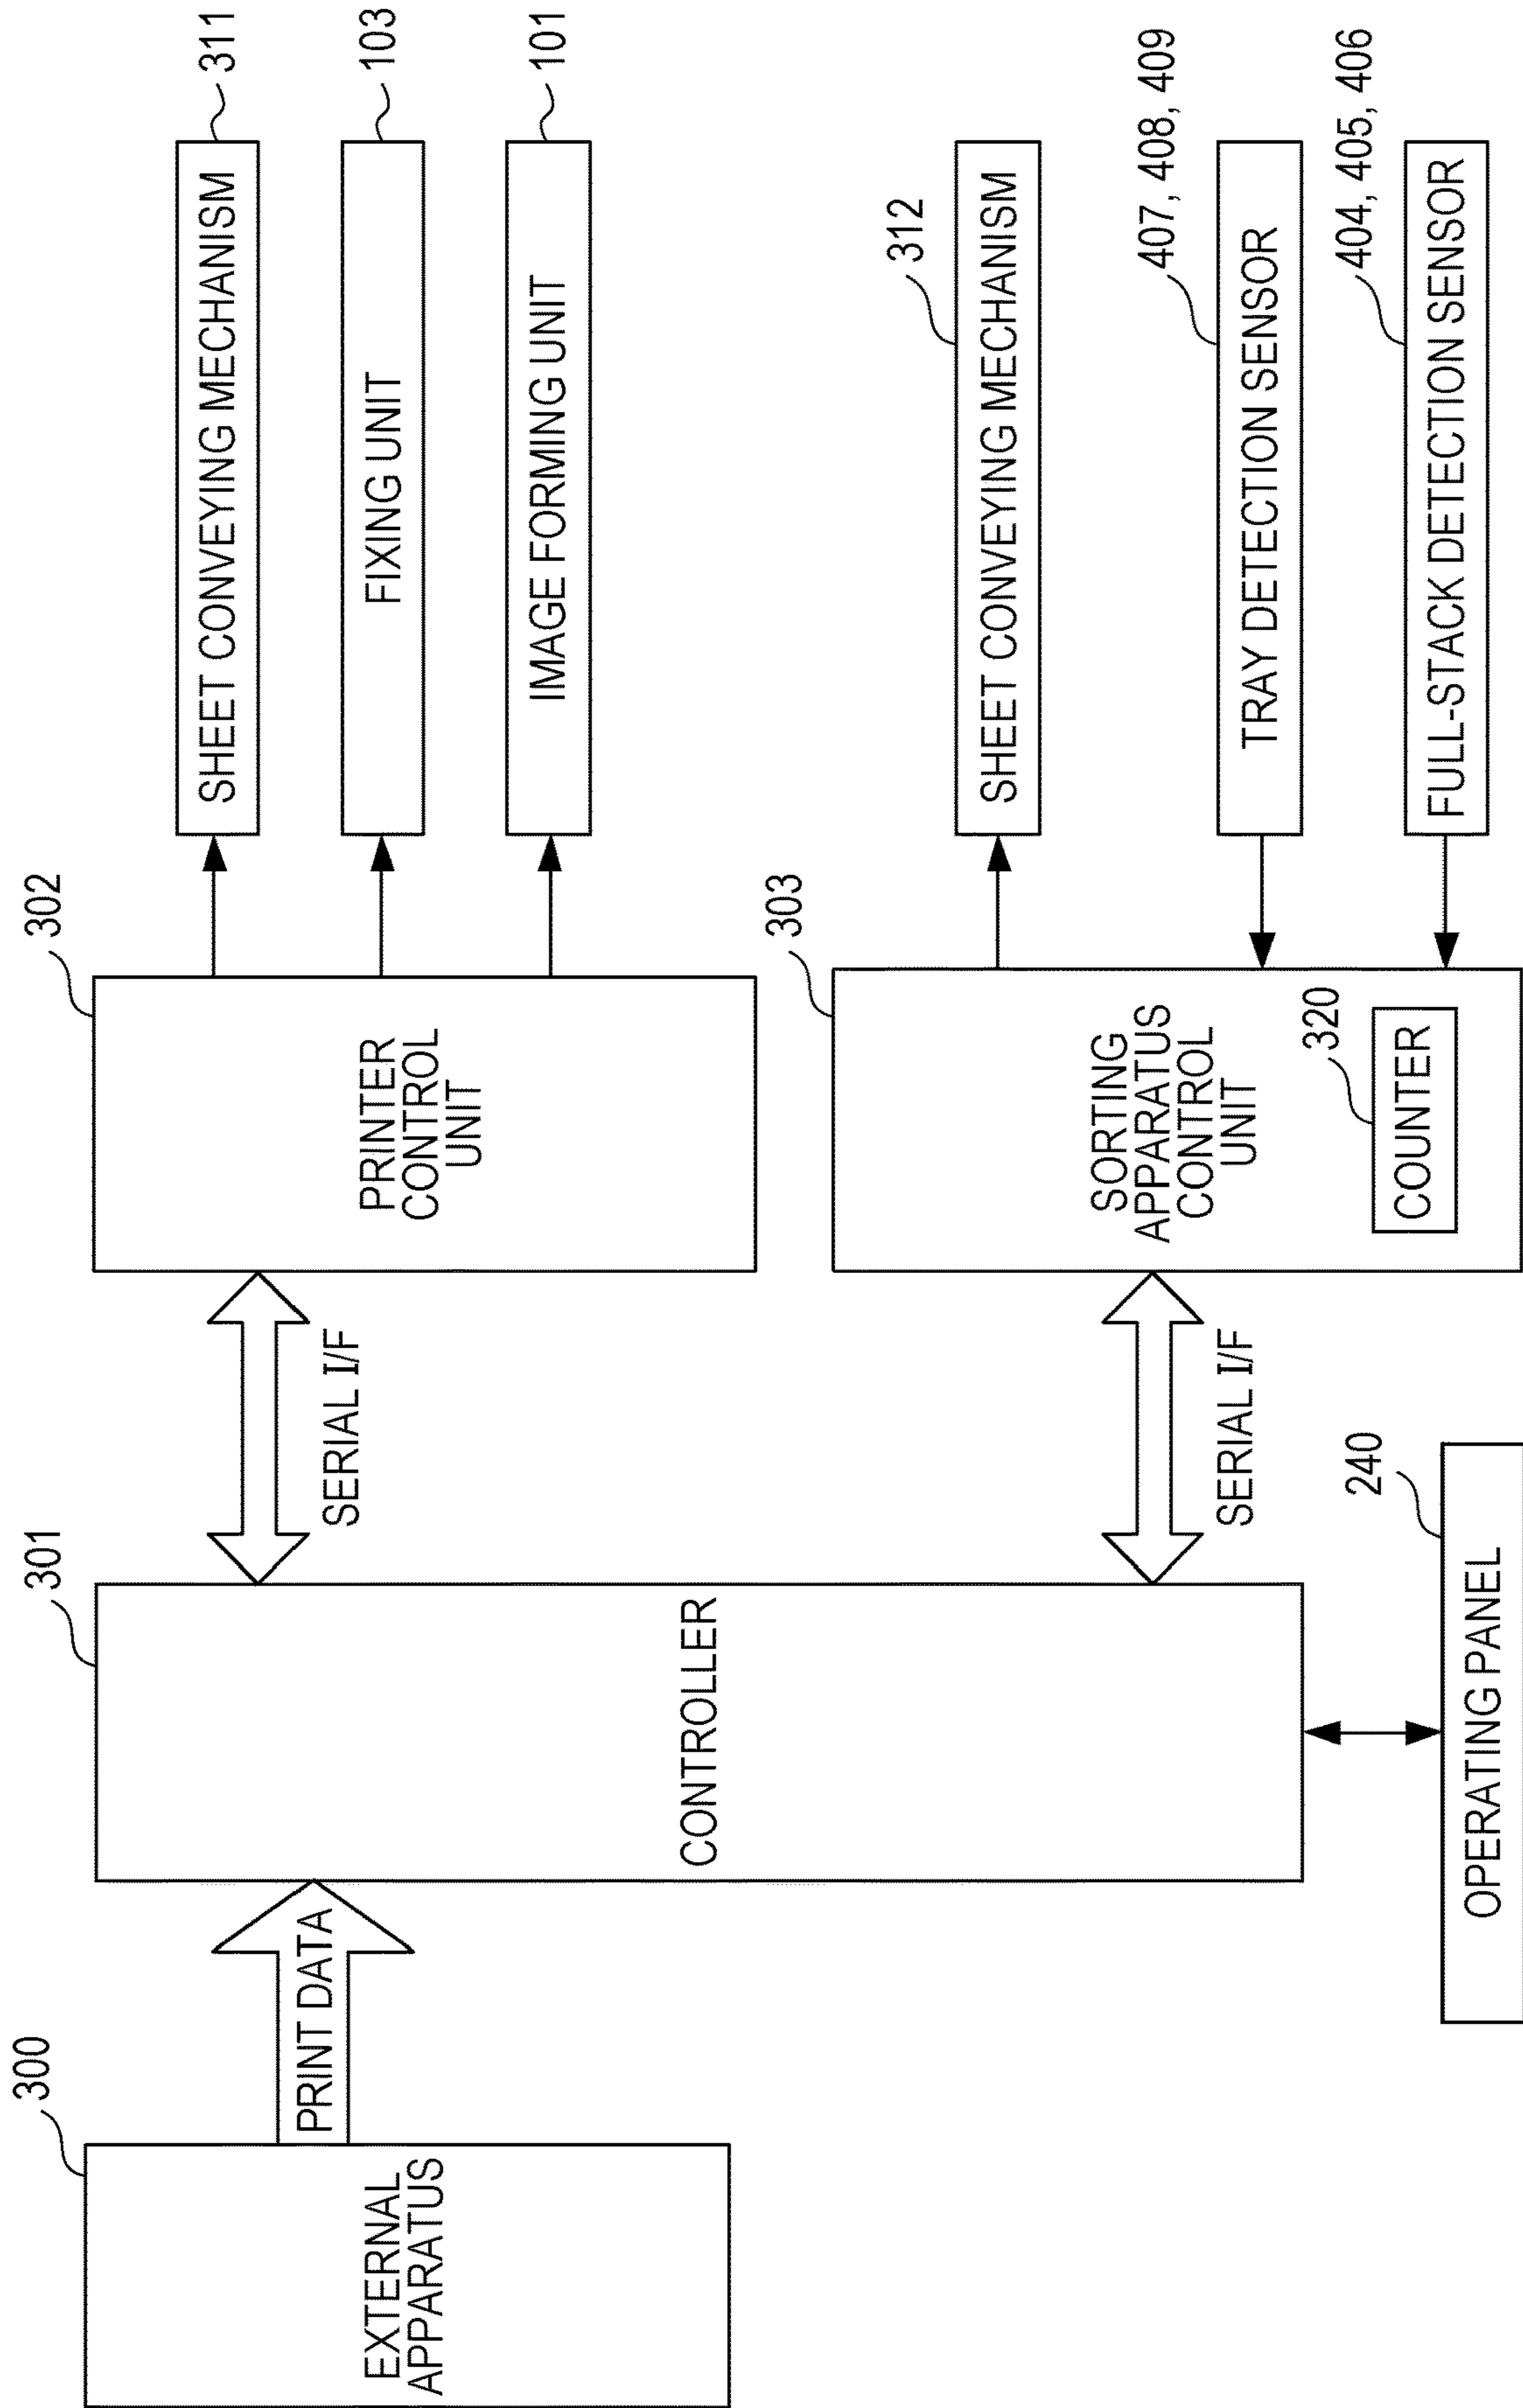 300
EXTERNAL
APPARATUS
PRINT DATA
301
CONTROLLER
SERIAL I/F
SERIAL I/F
240
OPERATING PANEL
302
PRINTER
CONTROL
UNIT
303
SORTING
APPARATUS
CONTROL
UNIT
320
COUNTER
SHEET CONVEYING MECHANISM
311
FIXING UNIT
103
IMAGE FORMING UNIT
101
312
SHEET CONVEYING MECHANISM
407, 408, 409
TRAY DETECTION SENSOR
404, 405, 406
FULL-STACK DETECTION SENSOR